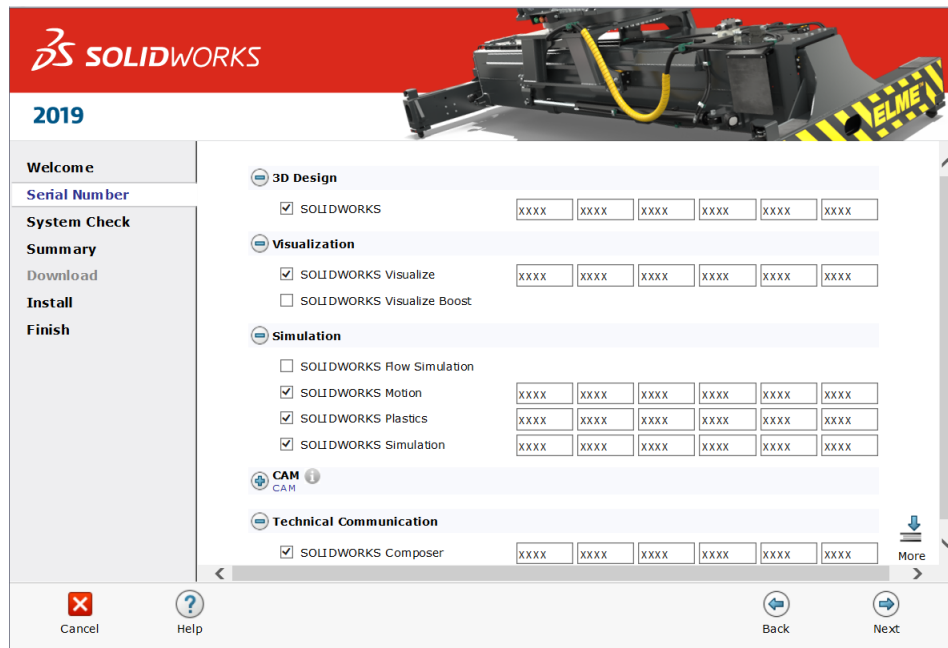 SOLIDWORKS
ELME
2019
Welcome
Serial Number
System Check
Summary
Download
Install
Finish
3D Design
SOLIDWORKS xxxx xxxx xxxx xxxx xxxx xxxx
Visualization
SOLIDWORKS Visualize xxxx xxxx xxxx xxxx xxxx xxxx
SOLIDWORKS Visualize Boost
Simulation
SOLIDWORKS Flow Simulation
SOLIDWORKS Motion xxxx xxxx xxxx xxxx xxxx xxxx
SOLIDWORKS Plastics xxxx xxxx xxxx xxxx xxxx xxxx
SOLIDWORKS Simulation xxxx xxxx xxxx xxxx xxxx xxxx
CAM
CAM
Technical Communication
SOLIDWORKS Composer xxxx xxxx xxxx xxxx xxxx xxxx
More
Cancel
Help
Back
Next